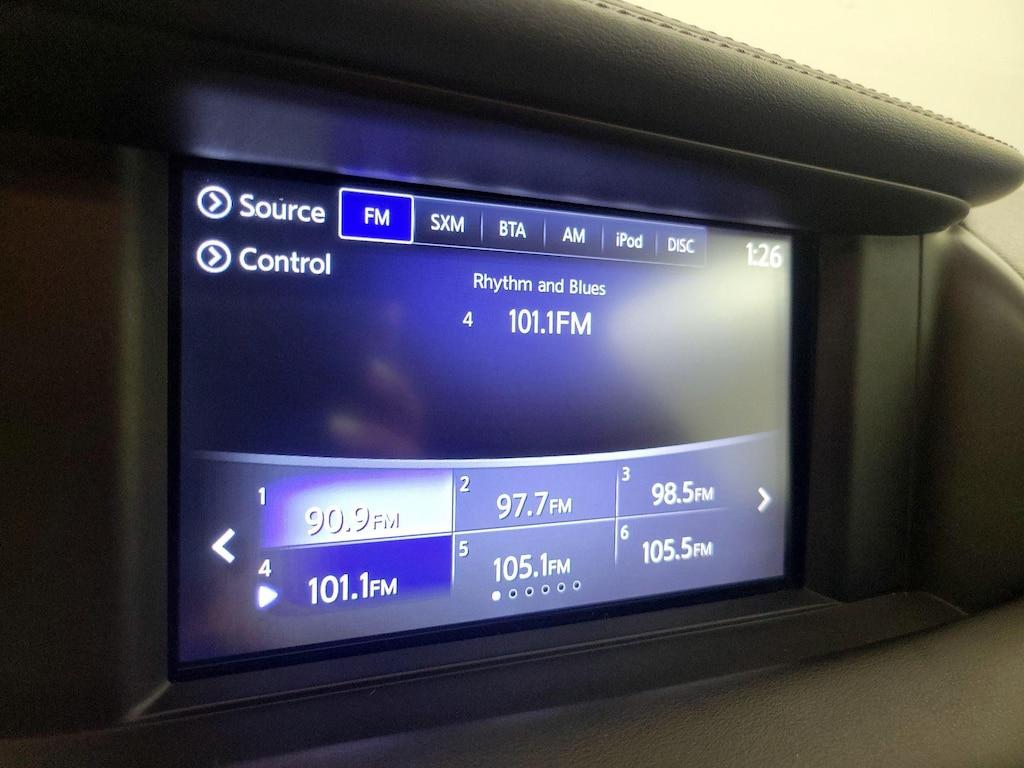 Source FM SXM BTA AM iPod DISC 1:26
Control
Rhythm and Blues
4 101.1FM
1 90.9FM 2 97.7FM 3 98.5FM
4 101.1FM 5 105.1FM 6 105.5FM